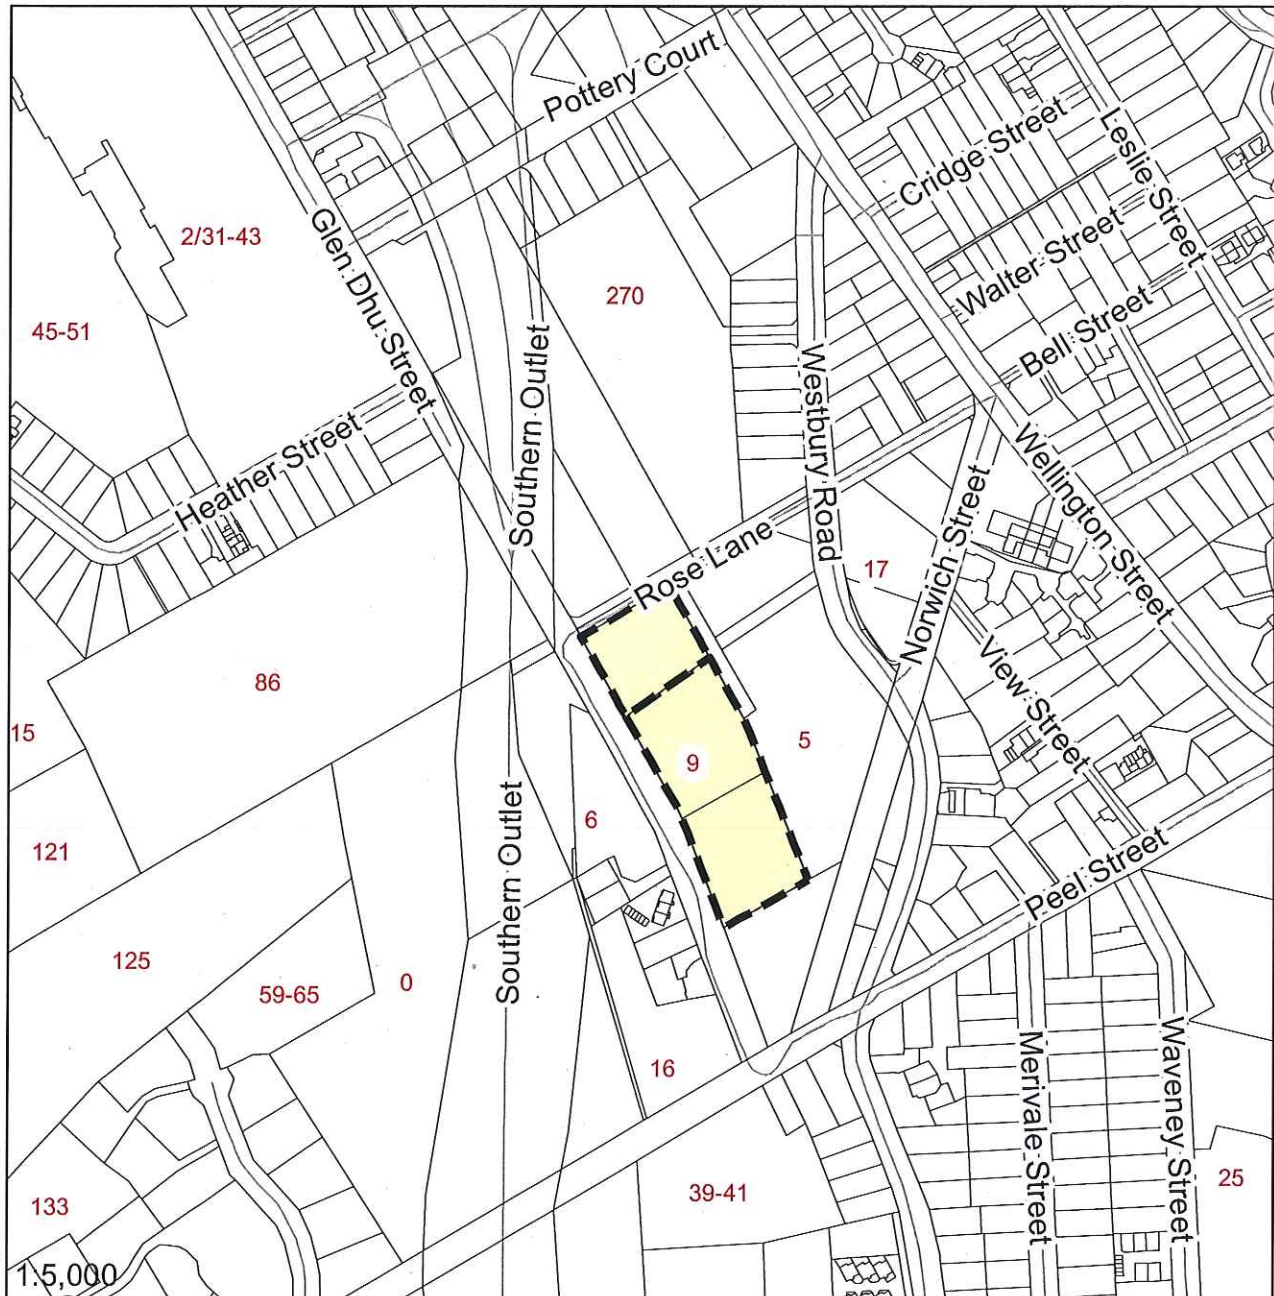 Pottery Court
Cridge Street
Leslie Street
2/31-43
Glen Dhu Street
Walter Street
270
45-51
Bell Street
Southern Outlet
Westbury Road
Heather Street
Wellington Street
Norwich Street
Rose Lane
17
View Street
86
15
5
9
6
121
Southern Outlet
Peel Street
125
59-65
0
16
Merivale Street
Waveney Street
39-41
25
133
1:5,000